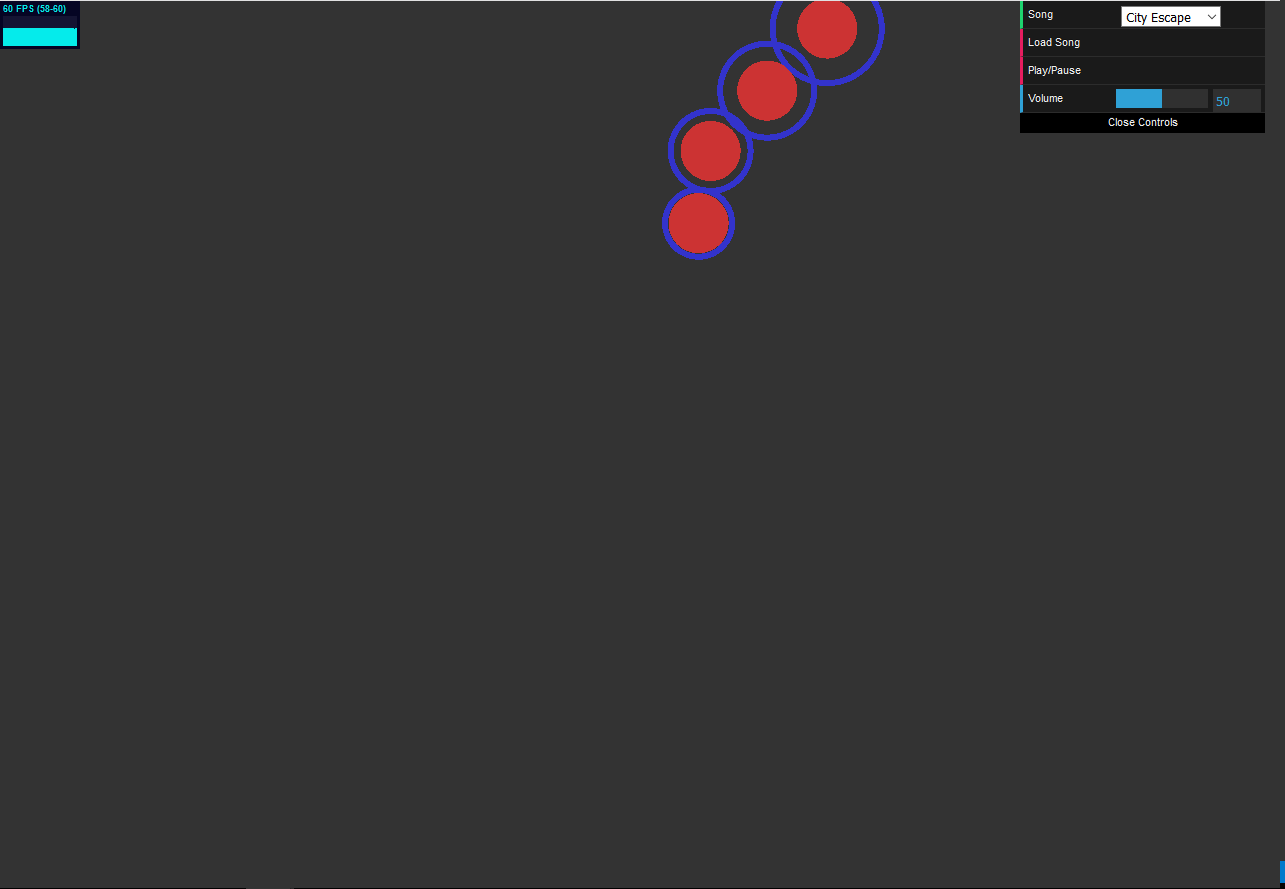 60 FPS (58-60)
Song City Escape
Load Song
Play/Pause
Volume 50
Close Controls